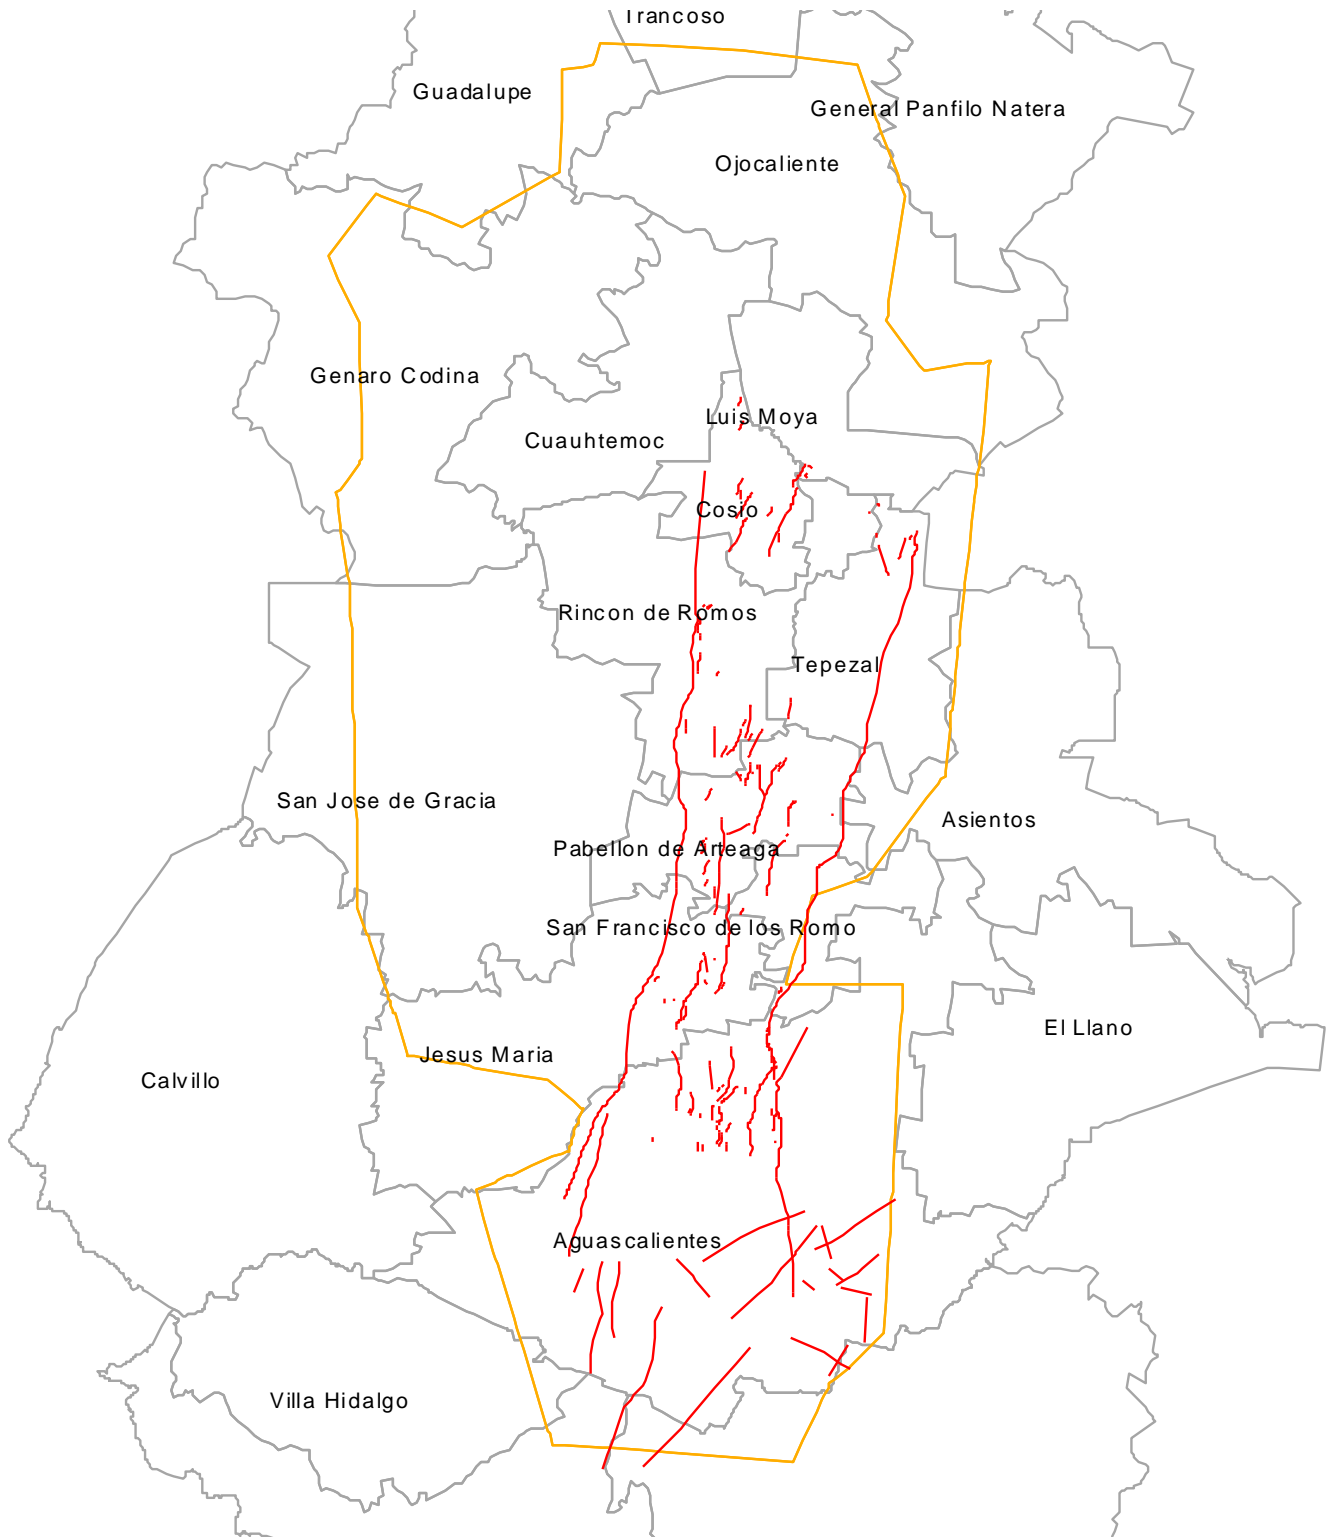 Trancoso
Guadalupe
General Panfilo Natera
Ojocaliente
Genaro Codina
Luis Moya
Cuauhtemoc
Cosio
Rincon de Romos
Tepezal
San Jose de Gracia
Asientos
Pabellon de Arteaga
San Francisco de los Romo
El Llano
Jesus Maria
Calvillo
Aguascalientes
Villa Hidalgo